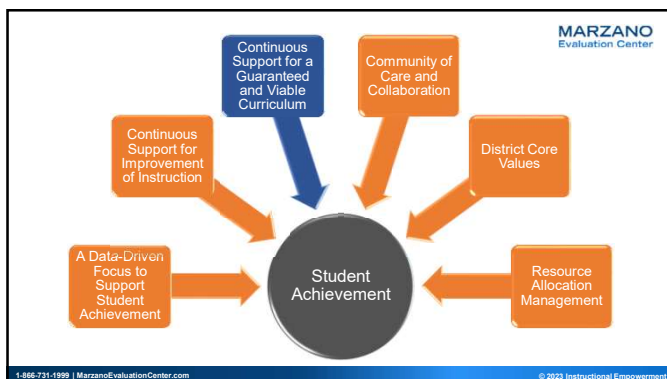 MARZANO
Evaluation Center
Continuous
Support for a
Guaranteed
and Viable
Curriculum
Community of
Care and
Collaboration
Continuous
Support for
Improvement
of Instruction
District Core
Values
A Data-Driven
Focus to
Support
Student
Achievement
Student
Achievement
Resource
Allocation
Management
1-866-731-1999 | MarzanoEvaluationCenter.com
© 2023 Instructional Empowerment